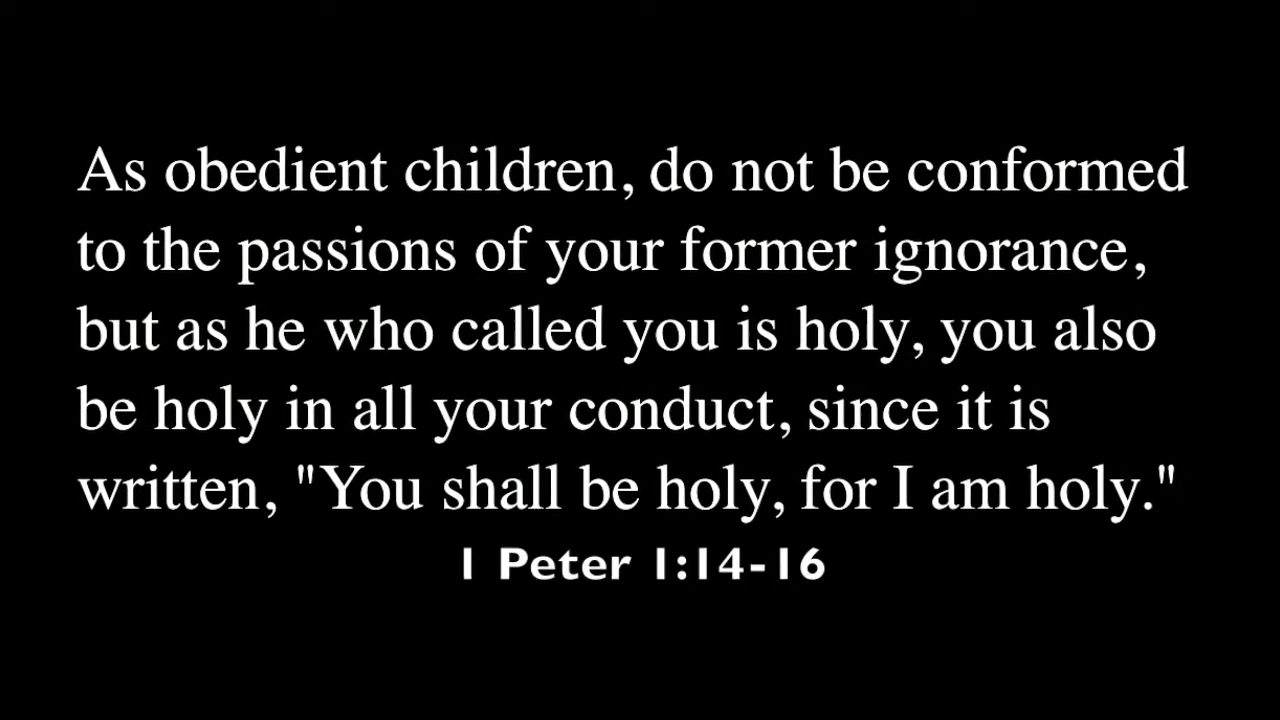 As obedient children, do not be conformed
to the passions of your former ignorance,
but as he who called you is holy, you also
be holy in all your conduct, since it is
written, "You shall be holy, for I am holy."
1 Peter 1:14-16